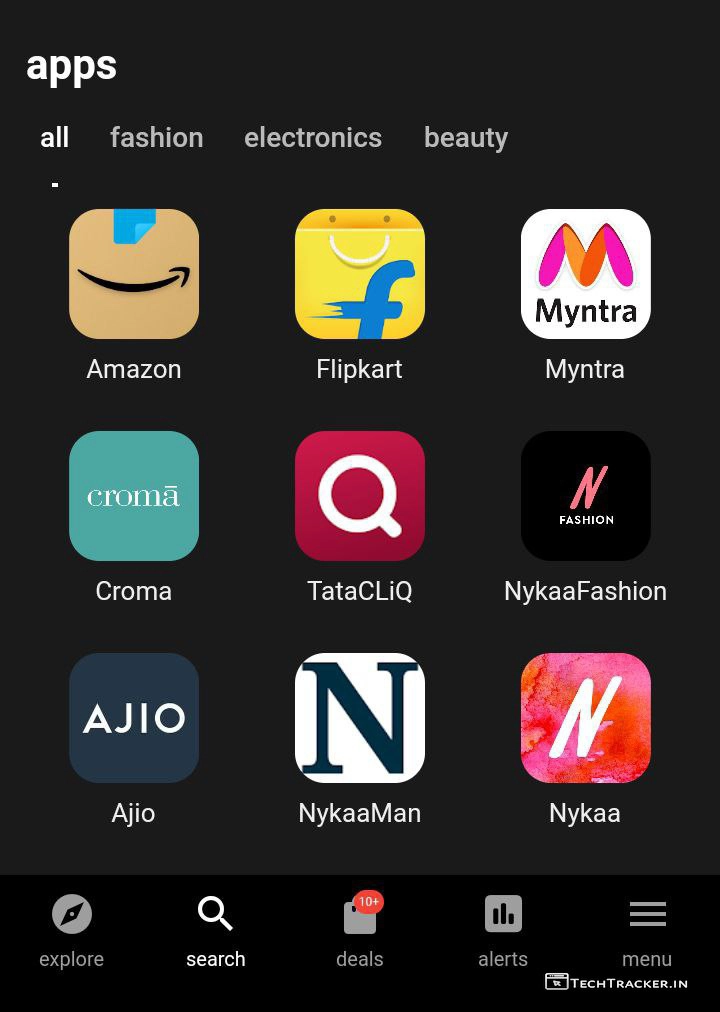 apps
all fashion electronics beauty
Myntra
Amazon Flipkart Myntra
cromā
N
FASHION
Croma TataCLiQ NykaaFashion
AJIO N N
Ajio NykaaMan Nykaa
10+
explore search deals alerts menu
TechTracker.in